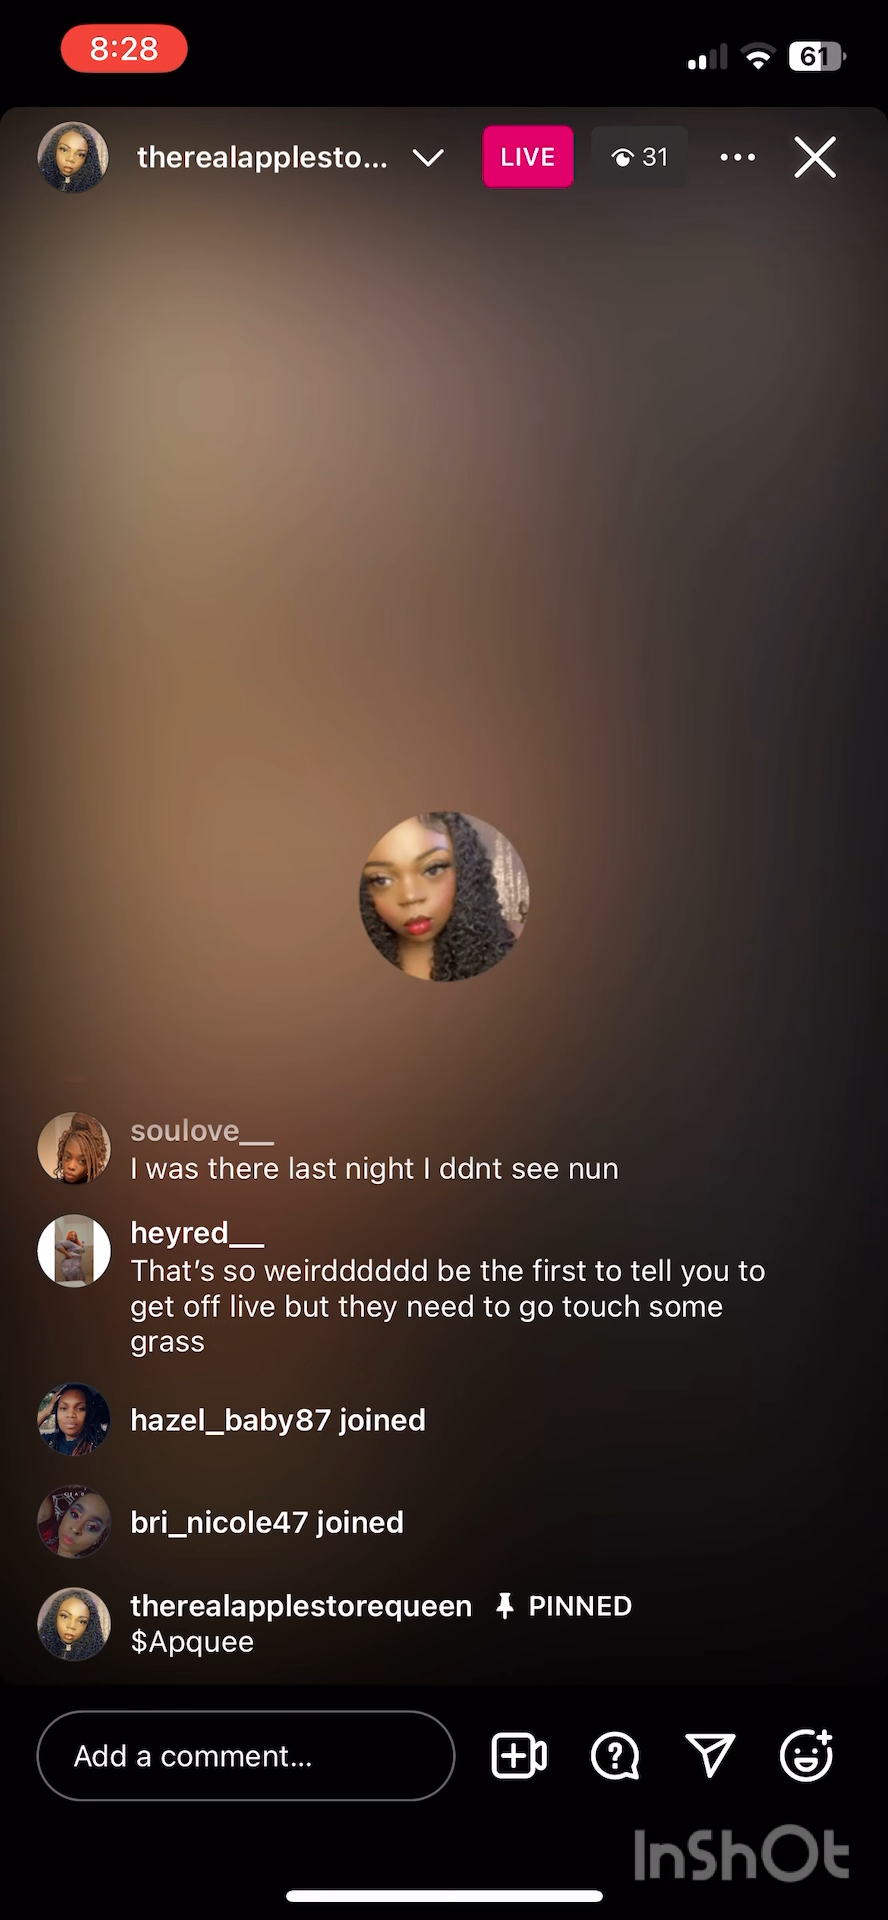 8:28
61
therealapplesto...
LIVE
31
soulove__
I was there last night I ddnt see nun
heyred__
That's so weirdddddd be the first to tell you to
get off live but they need to go touch some
grass
hazel_baby87 joined
bri_nicole47 joined
therealapplestorequeen PINNED
$Apquee
Add a comment...
InShOt